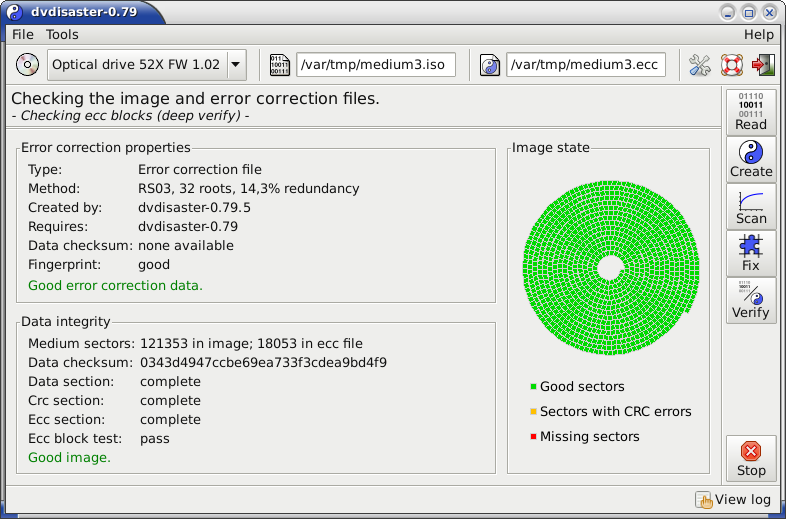 dvdisaster-0.79
File Tools Help
Optical drive 52X FW 1.02 /var/tmp/medium3.iso /var/tmp/medium3.ecc
Checking the image and error correction files.
- Checking ecc blocks (deep verify) -
Error correction properties
Type: Error correction file
Method: RS03, 32 roots, 14,3% redundancy
Created by: dvdisaster-0.79.5
Requires: dvdisaster-0.79
Data checksum: none available
Fingerprint: good
Good error correction data.
Data integrity
Medium sectors: 121353 in image; 18053 in ecc file
Data checksum: 0343d4947ccbe69ea733f3cdea9bd4f9
Data section: complete
Crc section: complete
Ecc section: complete
Ecc block test: pass
Good image.
Image state
Good sectors
Sectors with CRC errors
Missing sectors
01110
10011
00111
Read
Create
Scan
Fix
Verify
Stop
View log